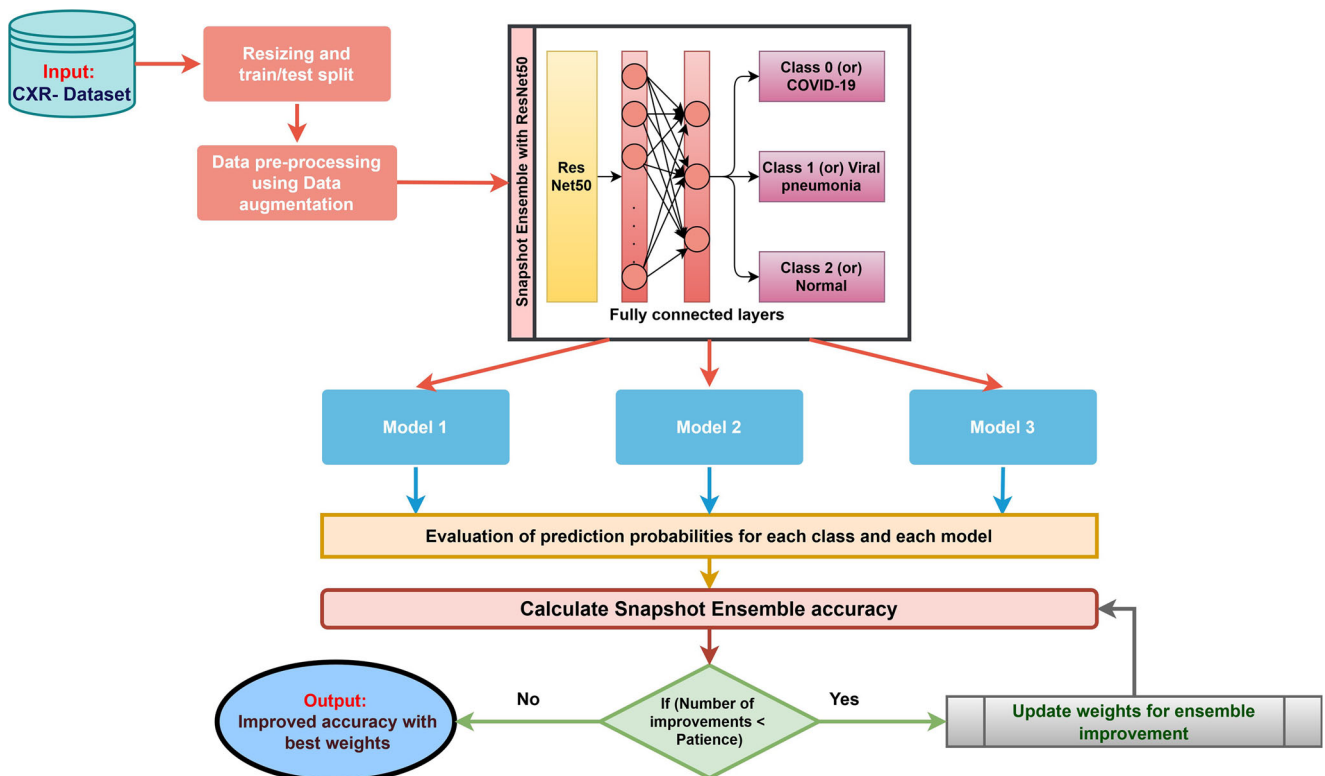 Input:
CXR- Dataset
Resizing and
train/test split
Data pre-processing
using Data
augmentation
Snapshot Ensemble with ResNet50
Res
Net50
Class 0 (or)
COVID-19
Class 1 (or) Viral
pneumonia
Class 2 (or)
Normal
Fully connected layers
Model 1
Model 2
Model 3
Evaluation of prediction probabilities for each class and each model
Calculate Snapshot Ensemble accuracy
If (Number of
improvements <
Patience)
No
Yes
Output:
Improved accuracy with
best weights
Update weights for ensemble
improvement